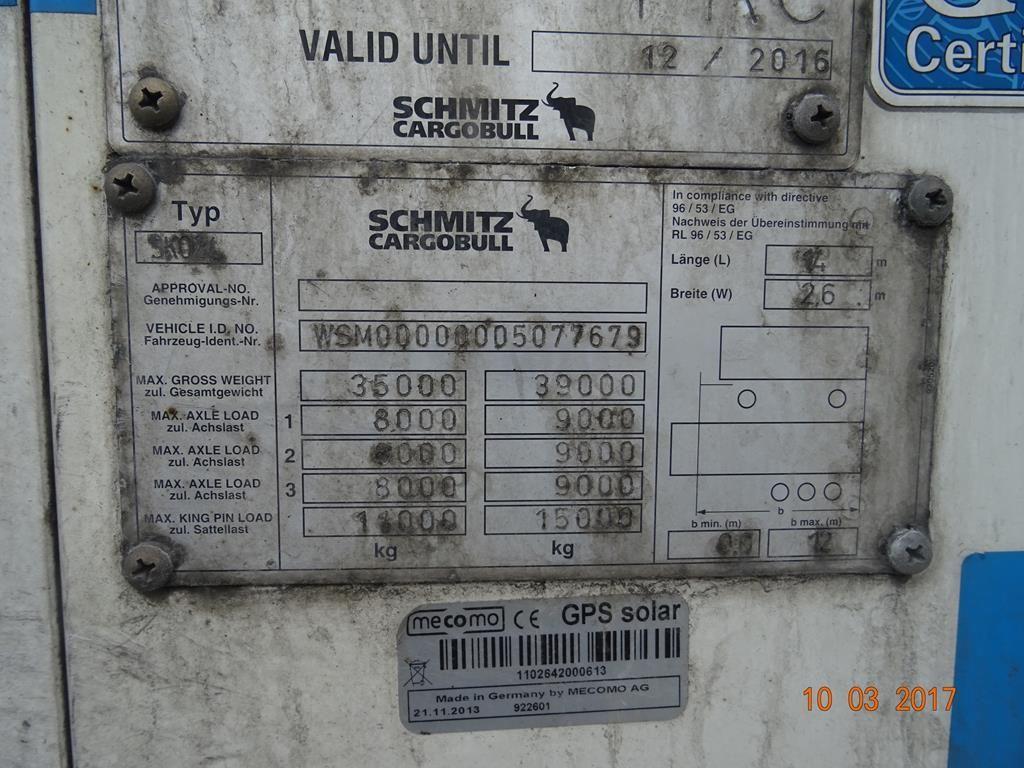 VALID UNTIL 12 / 2016
SCHMITZ
CARGOBULL
Certi
Typ
SCHMITZ
CARGOBULL
APPROVAL-NO.
Genehmigungs-Nr.
VEHICLE I.D. NO.
Fahrzeug-Ident.-Nr.
WSM00000005077679
MAX. GROSS WEIGHT
zul. Gesamtgewicht
35000 39000
MAX. AXLE LOAD
zul. Achslast
1 8000 9000
MAX. AXLE LOAD
zul. Achslast
2 8000 9000
MAX. AXLE LOAD
zul. Achslast
3 8000 9000
MAX. KING PIN LOAD
zul. Sattellast
11000 15000
kg kg
In compliance with directive
96 / 53 / EG
Nachweis der Übereinstimmung mit
RL 96 / 53 / EG
Länge (L) 14 m
Breite (W) 2,6 m
b
b min. (m) b max. (m)
12
mecomo CE GPS solar
1102642000613
Made in Germany by MECOMO AG
21.11.2013 922601
10 03 2017